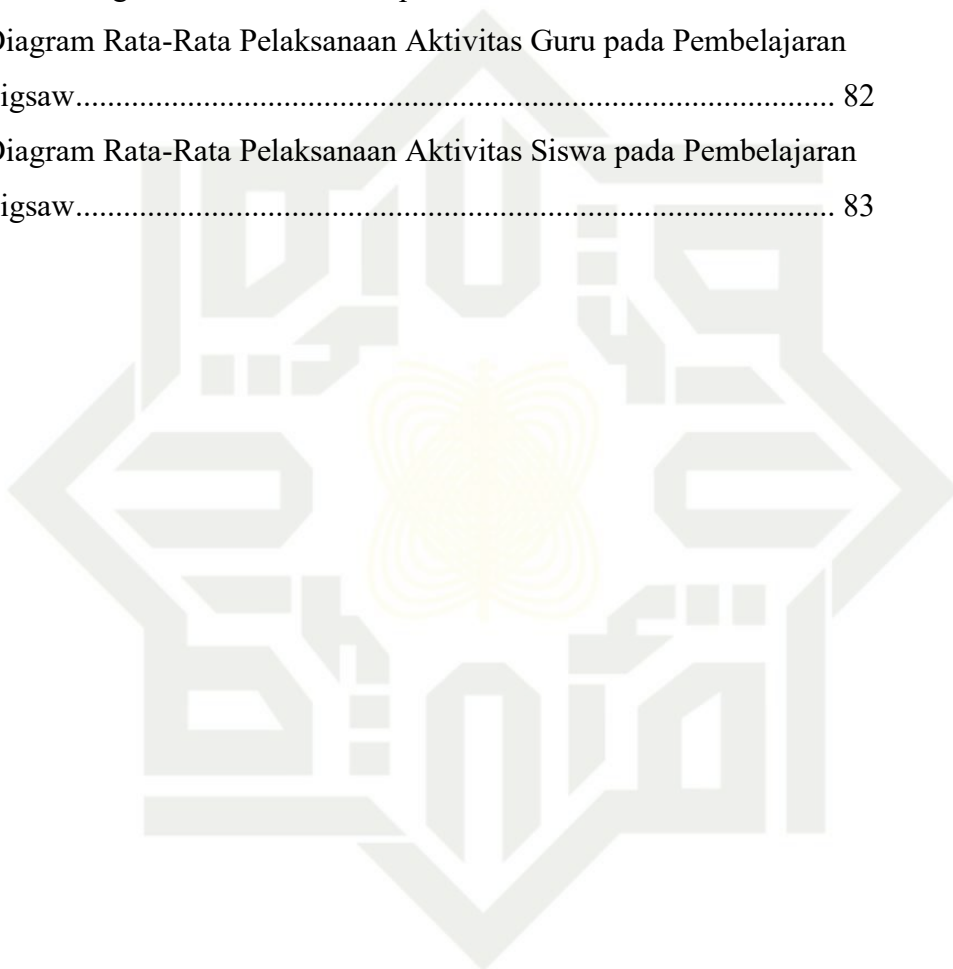 Diagram Rata-Rata Pelaksanaan Aktivitas Guru pada Pembelajaran
igsaw............................................................................................... 82
Diagram Rata-Rata Pelaksanaan Aktivitas Siswa pada Pembelajaran
igsaw............................................................................................... 83